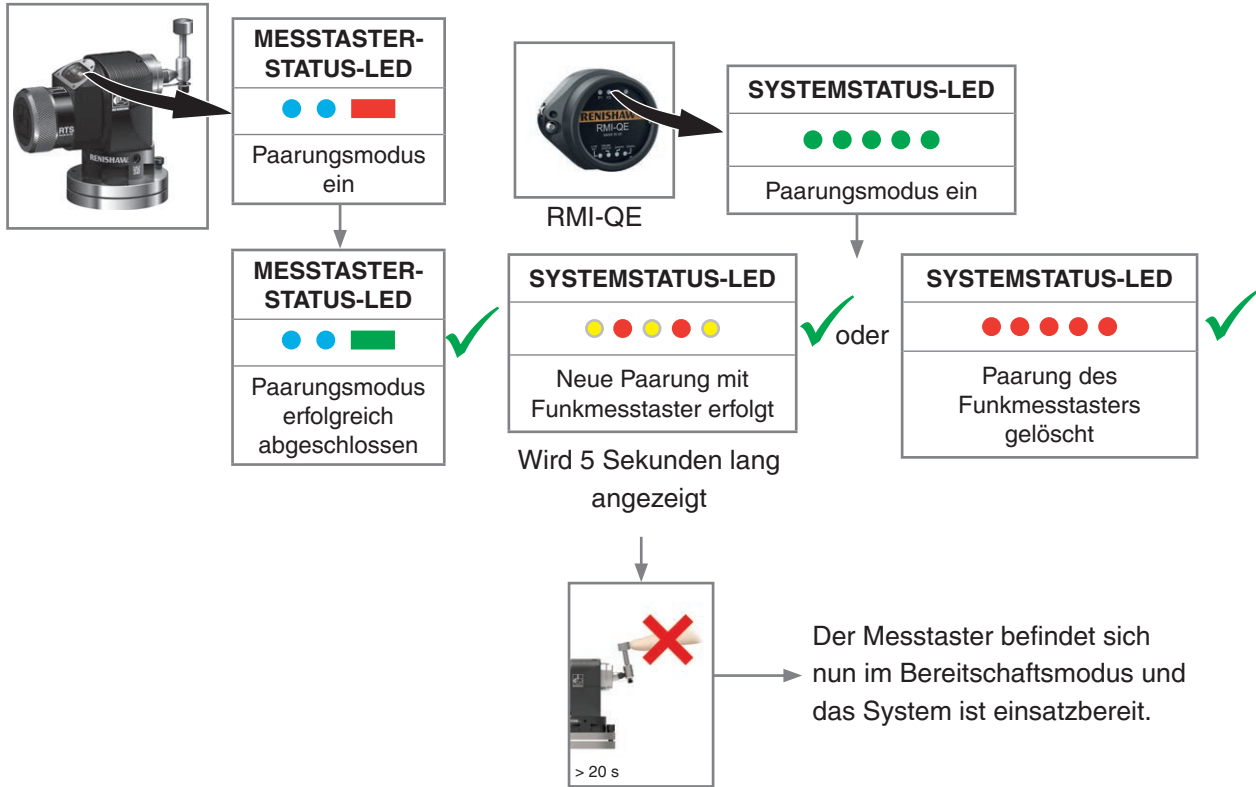 MESSTASTER-
STATUS-LED
Paarungsmodus
ein
RTS
RENISHAW
RENISHAW
RMI-QE
RMI-QE
SYSTEMSTATUS-LED
Paarungsmodus ein
MESSTASTER-
STATUS-LED
Paarungsmodus
erfolgreich
abgeschlossen
SYSTEMSTATUS-LED
Neue Paarung mit
Funkmesstaster erfolgt
Wird 5 Sekunden lang
angezeigt
oder
SYSTEMSTATUS-LED
Paarung des
Funkmesstasters
gelöscht
> 20 s
Der Messtaster befindet sich
nun im Bereitschaftsmodus und
das System ist einsatzbereit.